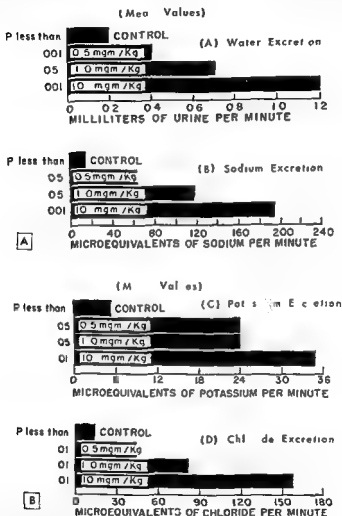 (Mea Values)
P less than CONTROL
(A) Water Excret on
001 0.5 mgm/Kg
05 1.0 mgm/Kg
001 10 mgm/Kg
0 0.2 0.4 0.6 0.8 1.0 1.2
MILLILITERS OF URINE PER MINUTE
P less than CONTROL
(B) Sodium Excretion
05 0.5 mgm/Kg
05 1.0 mgm/Kg
001 10 mgm/Kg
0 40 80 120 160 200 240
A MICROEQUIVALENTS OF SODIUM PER MINUTE
(M Val es)
P less than CONTROL
(C) Pot s m E c etion
05 0.5 mgm/Kg
05 1.0 mgm/Kg
01 10 mgm/Kg
0 6 12 18 24 30 36
MICROEQUIVALENTS OF POTASSIUM PER MINUTE
(D) Chl de Excretion
P less than CONTROL
01 0.5 mgm/Kg
01 1.0 mgm/Kg
01 10 mgm/Kg
0 30 60 90 120 150 180
B MICROEQUIVALENTS OF CHLORIDE PER MINUTE